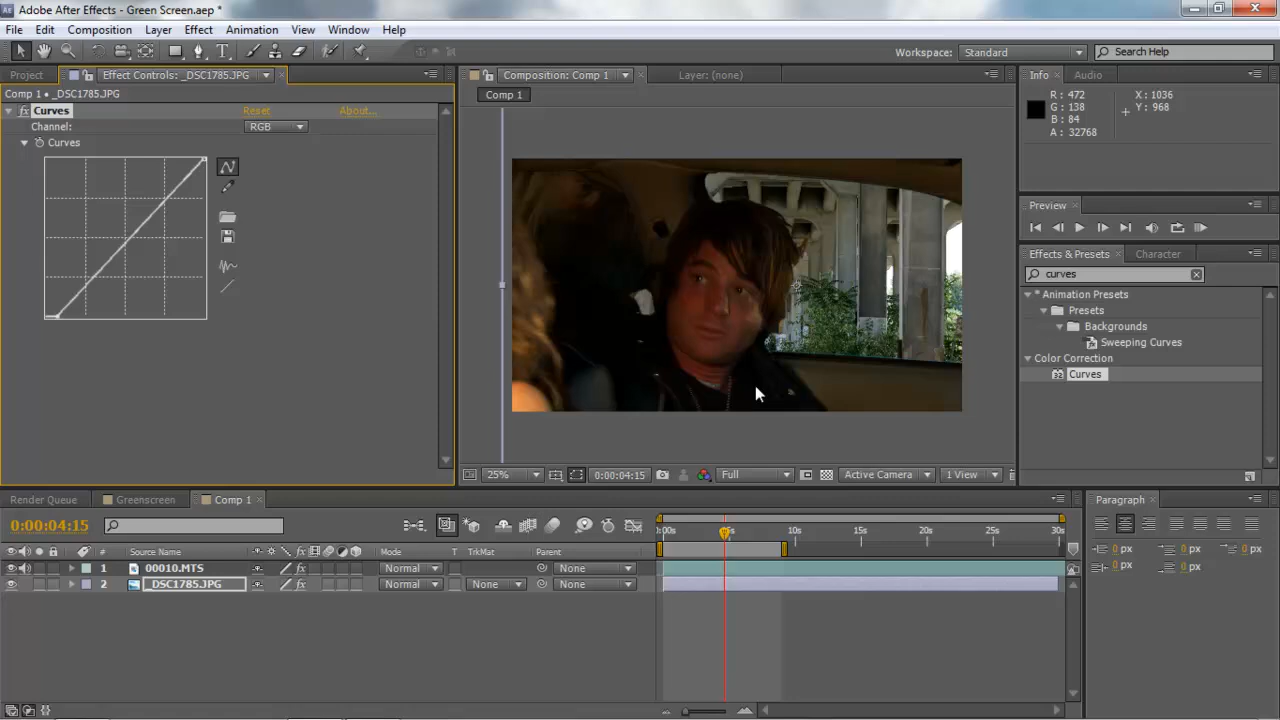 Adobe After Effects - Green Screen.aep *
File Edit Composition Layer Effect Animation View Window Help
Workspace: Standard Search Help
Project Effect Controls: _DSC1785.JPG Composition: Comp 1 Layer: (none) Info Audio
Comp 1 • _DSC1785.JPG
Comp 1
Curves Reset About...
Channel: RGB
Curves
R: 472 X: 1036
G: 138 Y: 968
B: 84
A: 32768
Preview
Effects & Presets Character
curves
* Animation Presets
Presets
Backgrounds
Sweeping Curves
Color Correction
32 Curves
25% 0:00:04:15 Full Active Camera 1 View
Render Queue Greenscreen Comp 1 Paragraph
0:00:04:15
:00s 5s 10s 15s 20s 25s 30s
# Source Name Mode T TrkMat Parent
1 00010.MTS Normal None
2 _DSC1785.JPG Normal None None
0 px 0 px 0 px
0 px 0 px